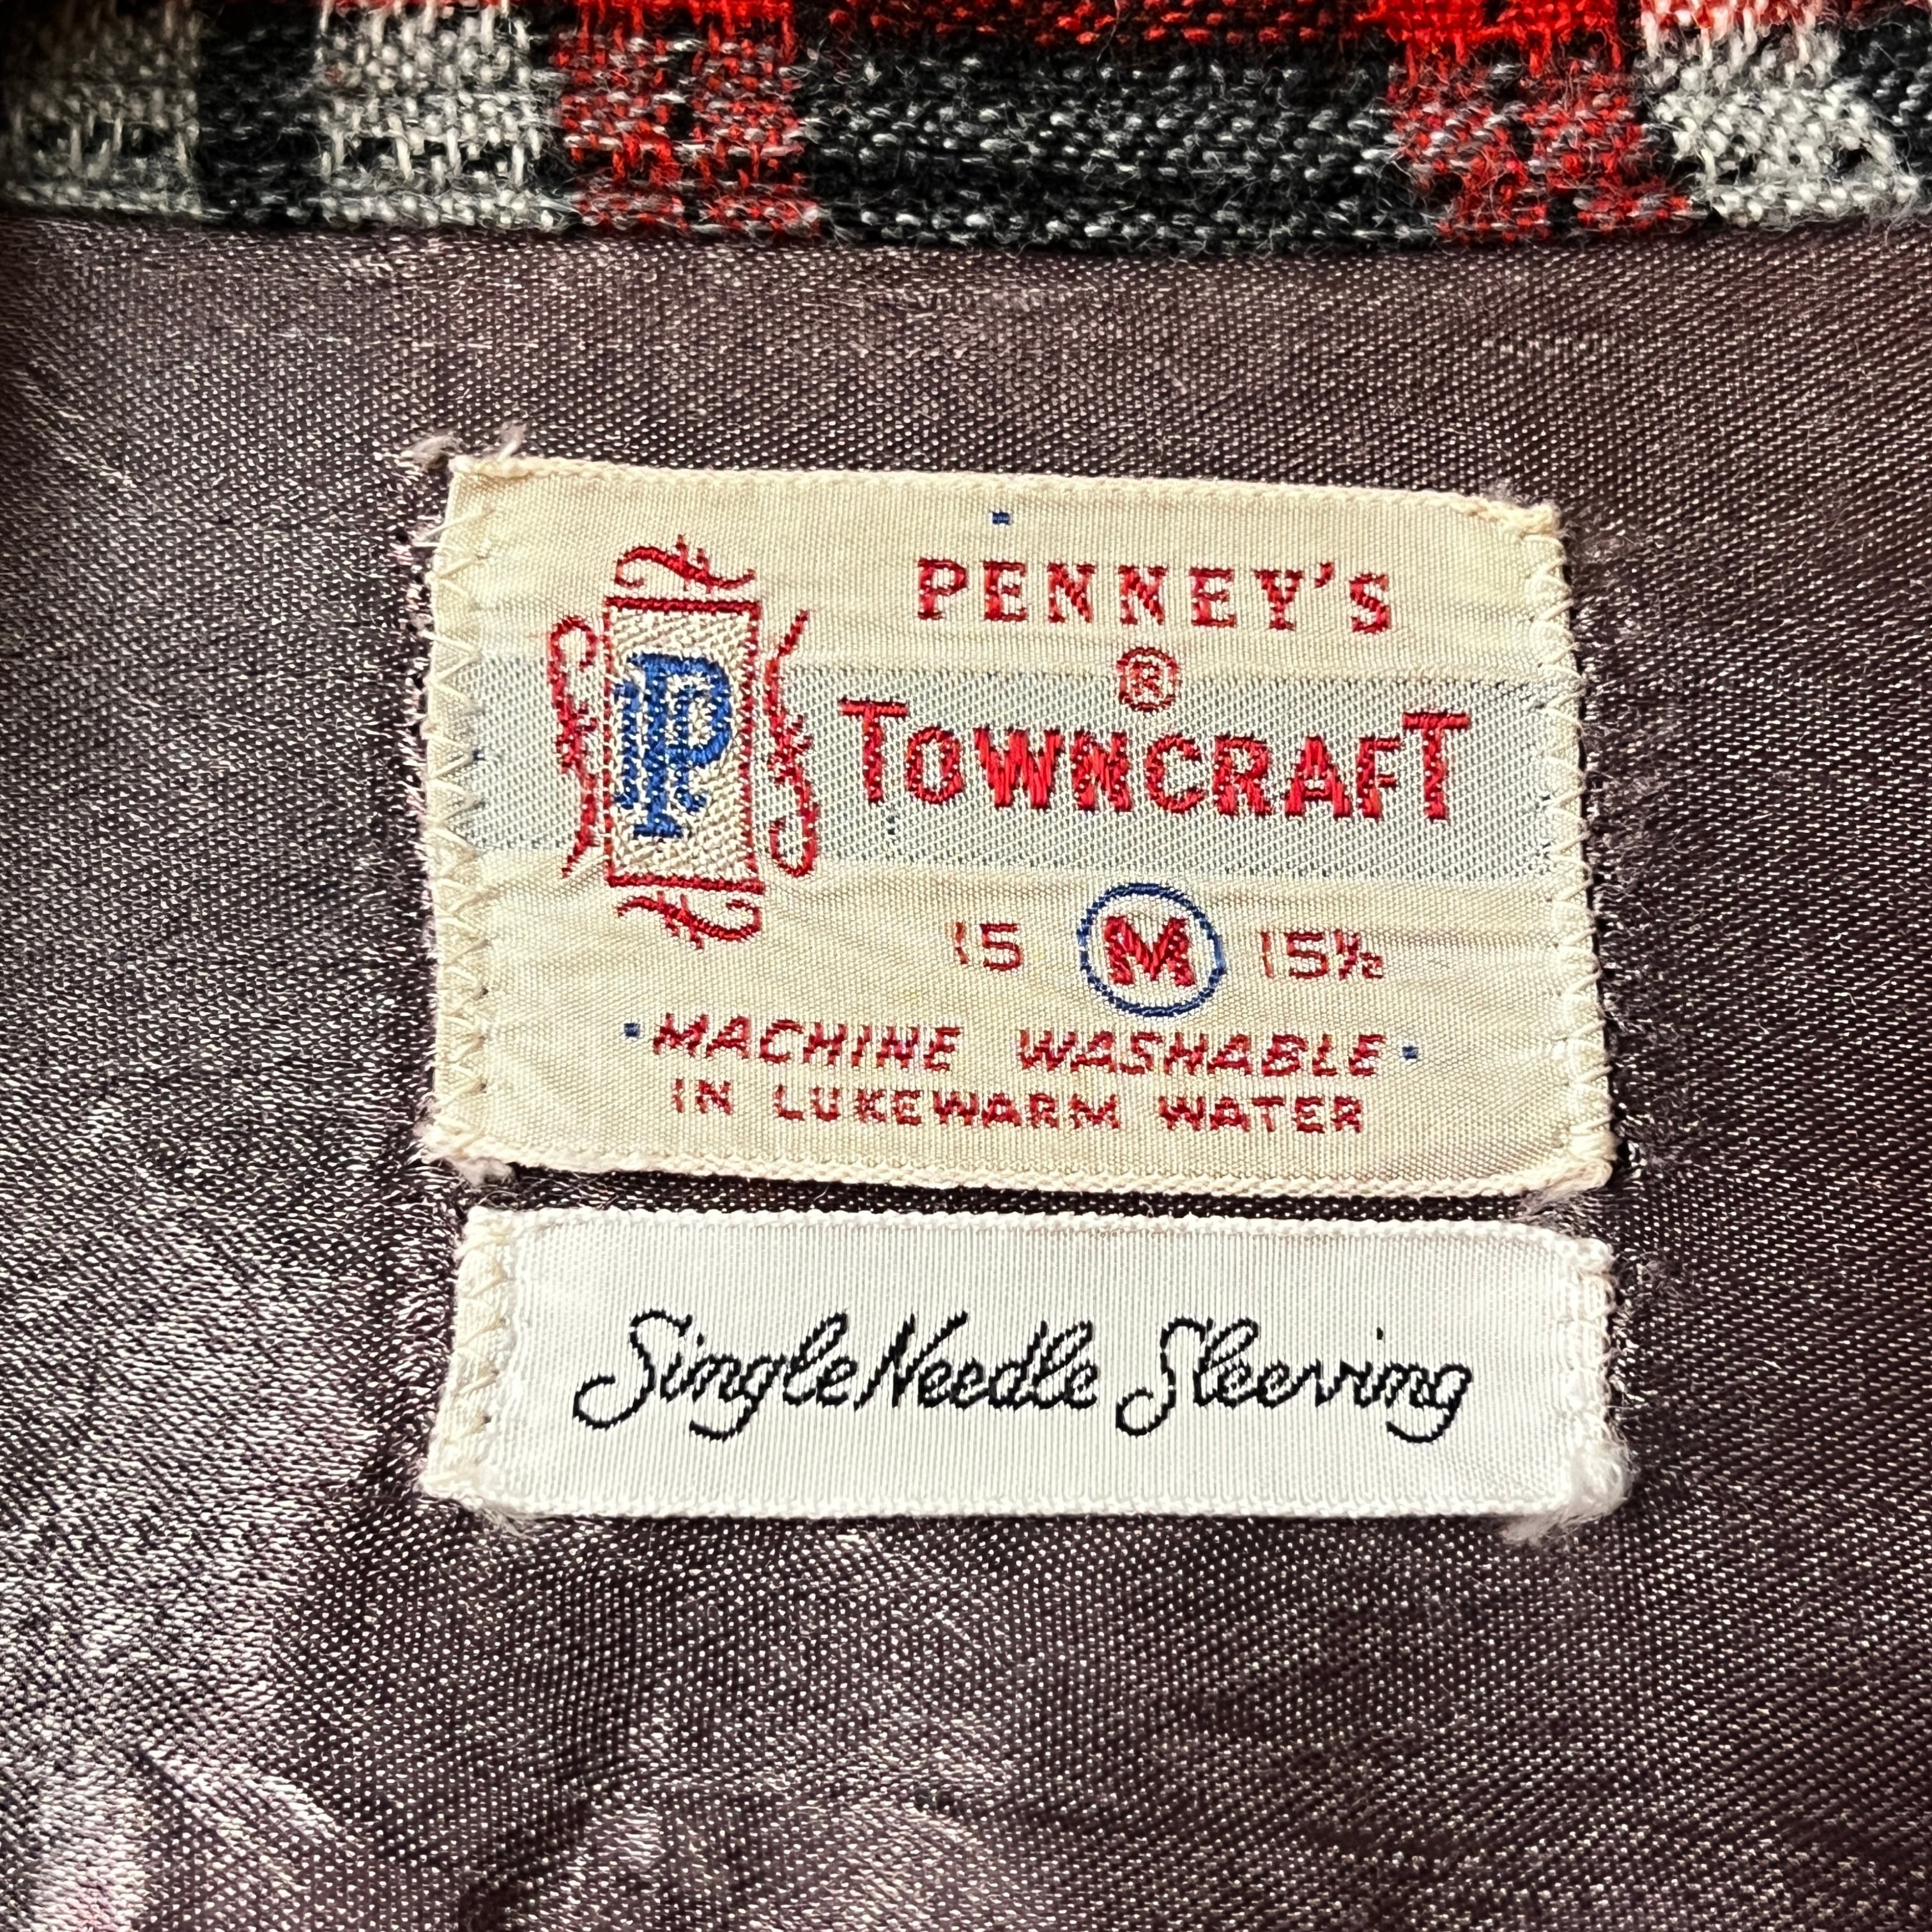 PENNEY'S
®
TOWNCRAFT
15 M 15½
·MACHINE WASHABLE·
IN LUKEWARM WATER
Single Needle Sleeving